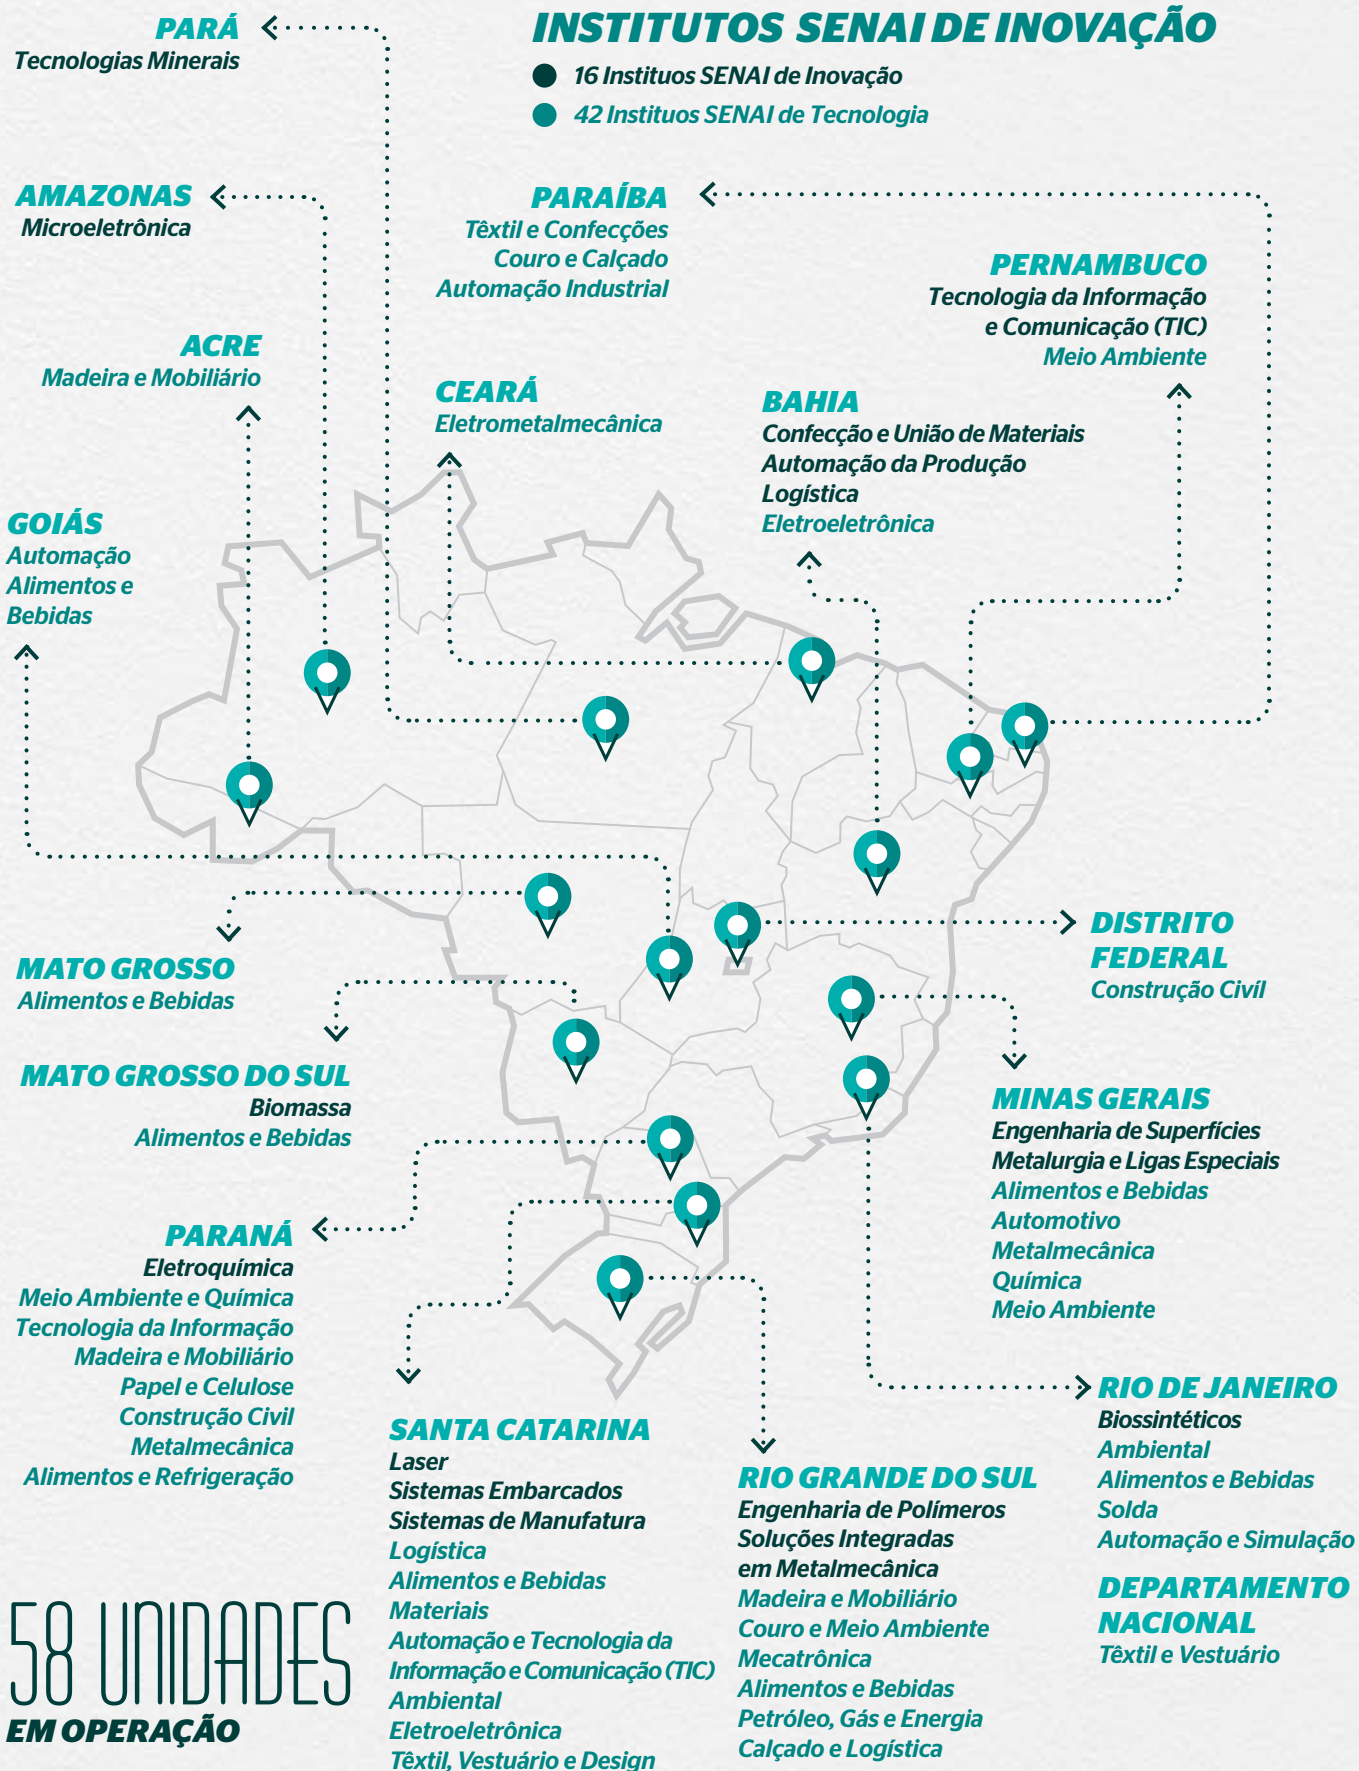 INSTITUTOS SENAI DE INOVAÇÃO
16 Instituos SENAI de Inovação
42 Instituos SENAI de Tecnologia
PARÁ
Tecnologias Minerais
AMAZONAS
Microeletrônica
PARAÍBA
Têxtil e Confecções
Couro e Calçado
Automação Industrial
PERNAMBUCO
Tecnologia da Informação
e Comunicação (TIC)
Meio Ambiente
ACRE
Madeira e Mobiliário
CEARÁ
Eletrometalmecânica
BAHIA
Confecção e União de Materiais
Automação da Produção
Logística
Eletroeletrônica
GOIÁS
Automação
Alimentos e
Bebidas
DISTRITO
FEDERAL
Construção Civíl
MATO GROSSO
Alimentos e Bebidas
MATO GROSSO DO SUL
Biomassa
Alimentos e Bebidas
MINAS GERAIS
Engenharia de Superfícies
Metalurgia e Ligas Especiais
Alimentos e Bebidas
Automotivo
Metalmecânica
Química
Meio Ambiente
PARANÁ
Eletroquímica
Meio Ambiente e Química
Tecnologia da Informação
Madeira e Mobiliário
Papel e Celulose
Construção Civil
Metalmecânica
Alimentos e Refrigeração
SANTA CATARINA
Laser
Sistemas Embarcados
Sistemas de Manufatura
Logística
Alimentos e Bebidas
Materiais
Automação e Tecnologia da
Informação e Comunicação (TIC)
Ambiental
Eletroeletrônica
Têxtil, Vestuário e Design
RIO GRANDE DO SUL
Engenharia de Polímeros
Soluções Integradas
em Metalmecânica
Madeira e Mobiliário
Couro e Meio Ambiente
Mecatrônica
Alimentos e Bebidas
Petróleo, Gás e Energia
Calçado e Logística
RIO DE JANEIRO
Biossintéticos
Ambiental
Alimentos e Bebidas
Solda
Automação e Simulação
DEPARTAMENTO
NACIONAL
Têxtil e Vestuário
58 UNIDADES
EM OPERAÇÃO